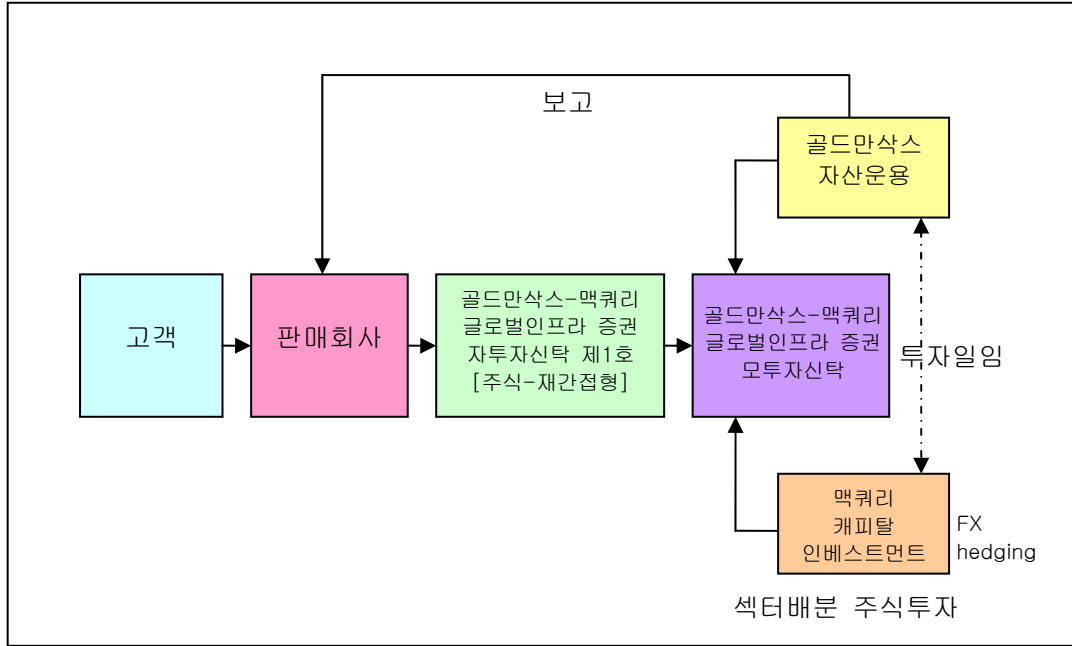 보고
골드만삭스
자산운용
고객
판매회사
골드만삭스-맥쿼리
글로벌인프라 증권
자투자신탁 제1호
[주식-재간접형]
골드만삭스-맥쿼리
글로벌인프라 증권
모투자신탁
투자일임
맥쿼리
캐피탈
인베스트먼트
FX
hedging
섹터배분 주식투자